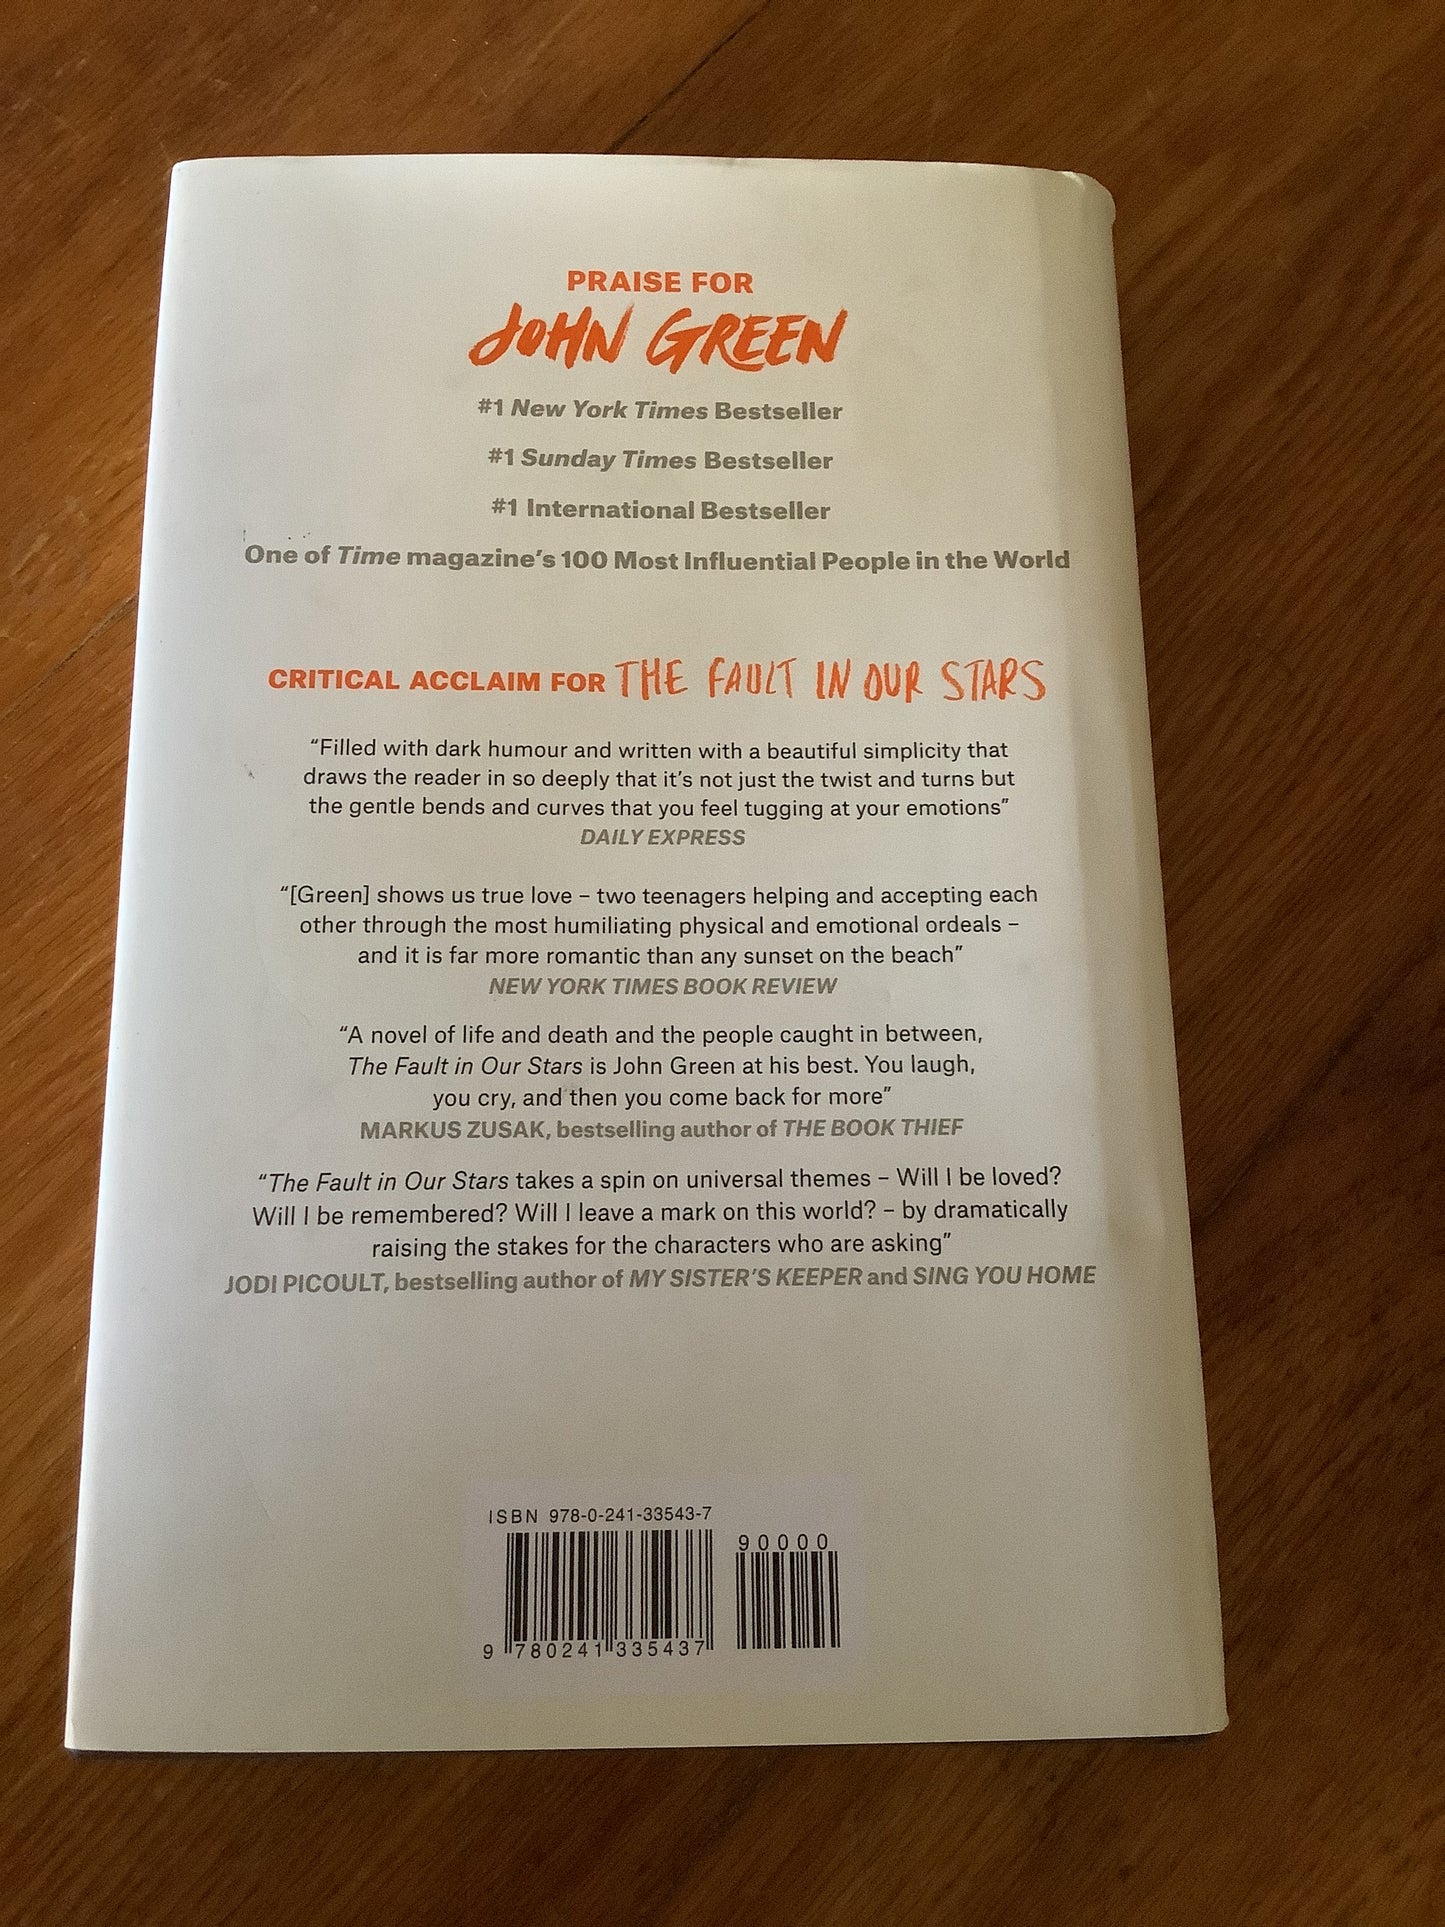 PRAISE FOR
JOHN GREEN
#1 New York Times Bestseller
#1 Sunday Times Bestseller
#1 International Bestseller
One of Time magazine's 100 Most Influential People in the World
CRITICAL ACCLAIM FOR THE FAULT IN OUR STARS
“Filled with dark humour and written with a beautiful simplicity that
draws the reader in so deeply that it's not just the twist and turns but
the gentle bends and curves that you feel tugging at your emotions”
DAILY EXPRESS
“[Green] shows us true love – two teenagers helping and accepting each
other through the most humiliating physical and emotional ordeals –
and it is far more romantic than any sunset on the beach”
NEW YORK TIMES BOOK REVIEW
“A novel of life and death and the people caught in between,
The Fault in Our Stars is John Green at his best. You laugh,
you cry, and then you come back for more”
MARKUS ZUSAK, bestselling author of THE BOOK THIEF
“The Fault in Our Stars takes a spin on universal themes – Will I be loved?
Will I be remembered? Will I leave a mark on this world? – by dramatically
raising the stakes for the characters who are asking”
JODI PICOULT, bestselling author of MY SISTER'S KEEPER and SING YOU HOME
ISBN 978-0-241-33543-7
90000
9 780241 335437